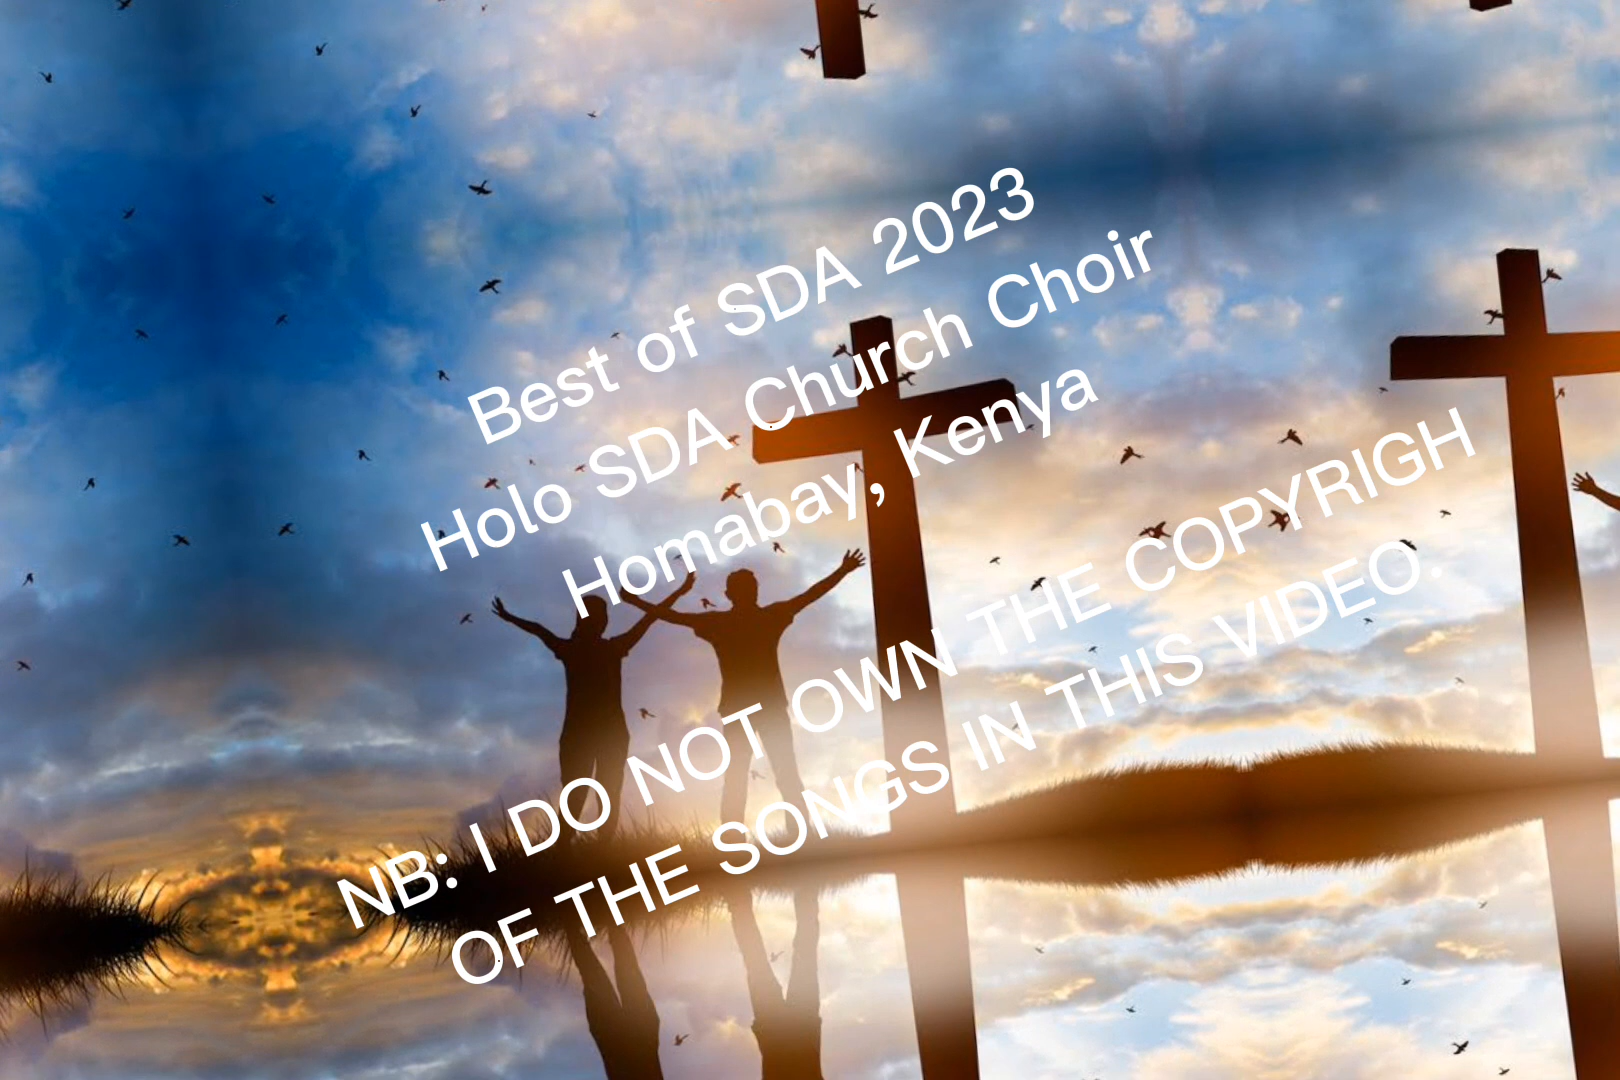 Best of SDA 2023
Holo SDA Church Choir
Homabay, Kenya
NB: I DO NOT OWN THE COPYRIGH
OF THE SONGS IN THIS VIDEO.